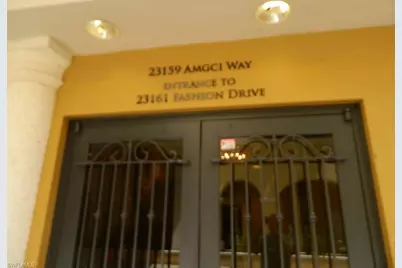 23159 AMGCI WAY
ENTRANCE TO
23161 FASHION DRIVE